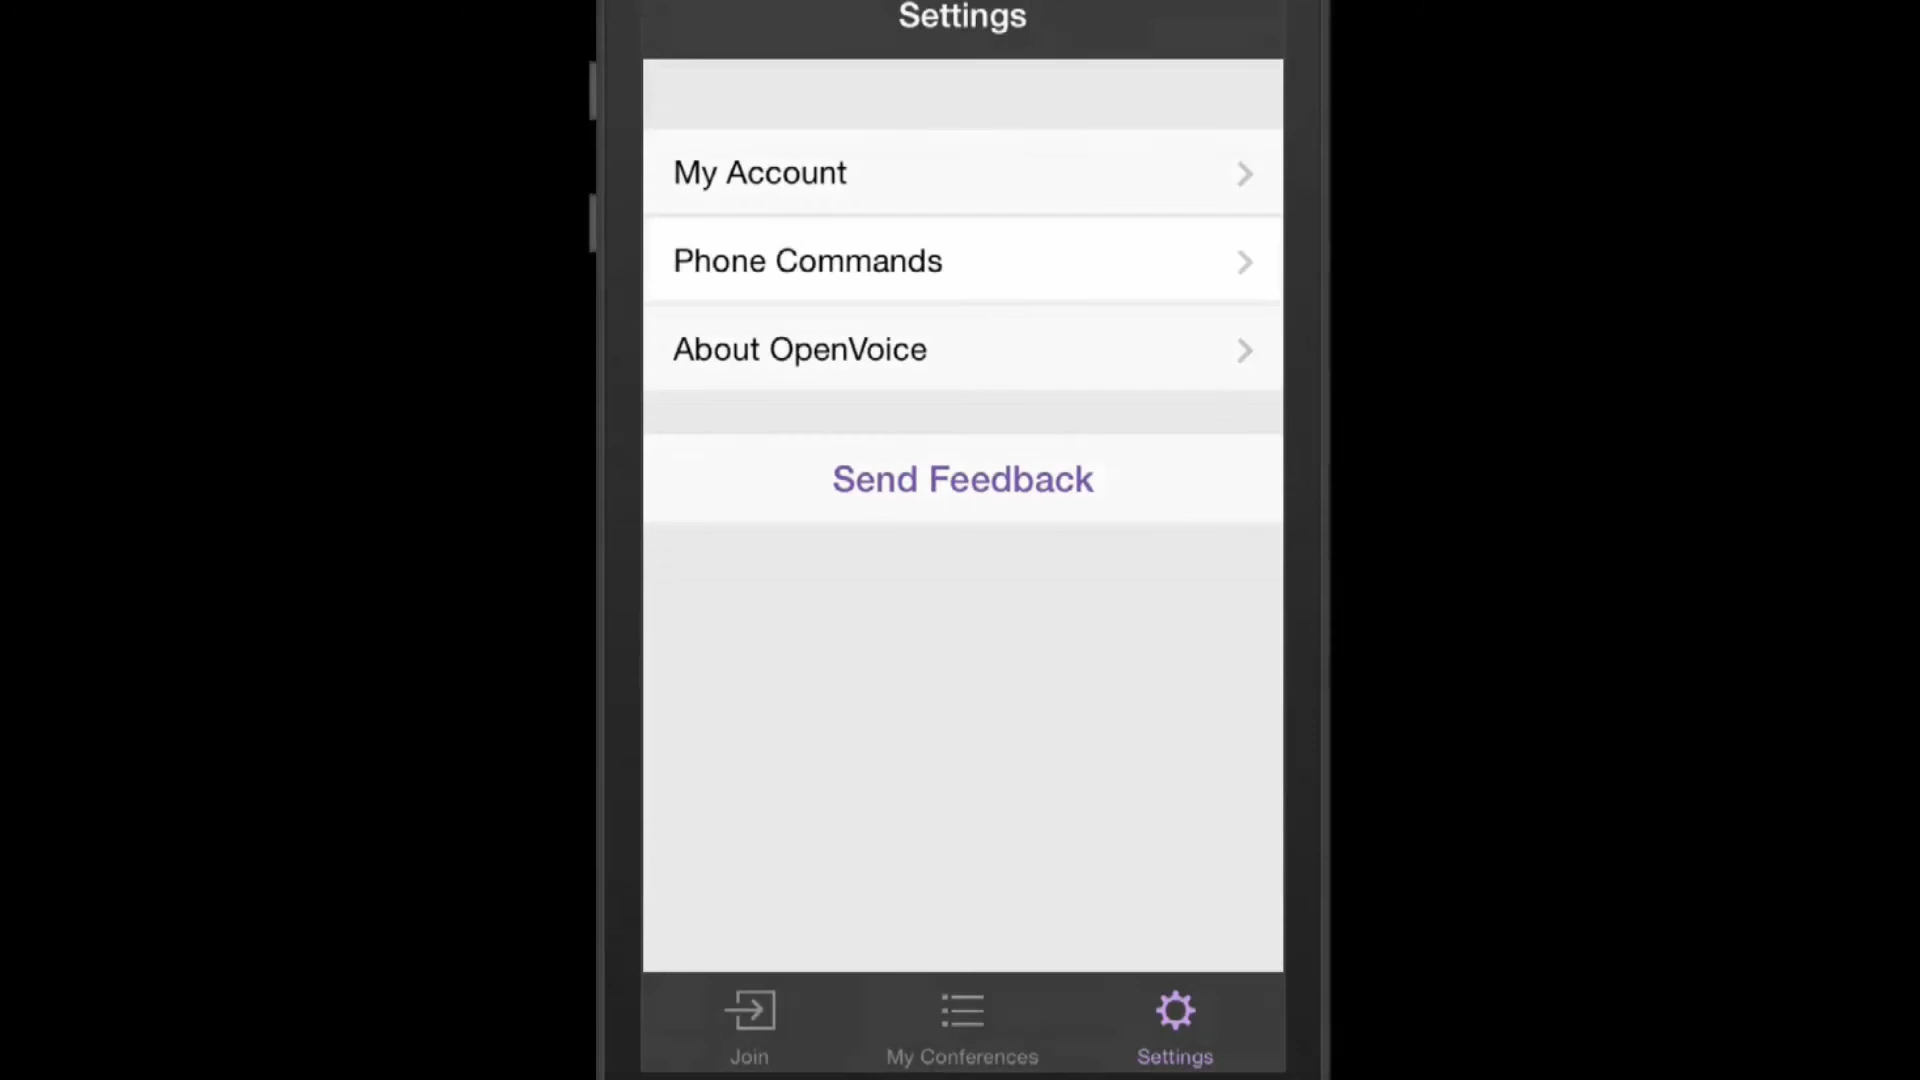 Settings
My Account
Phone Commands
About OpenVoice
Send Feedback
Join
My Conferences
Settings